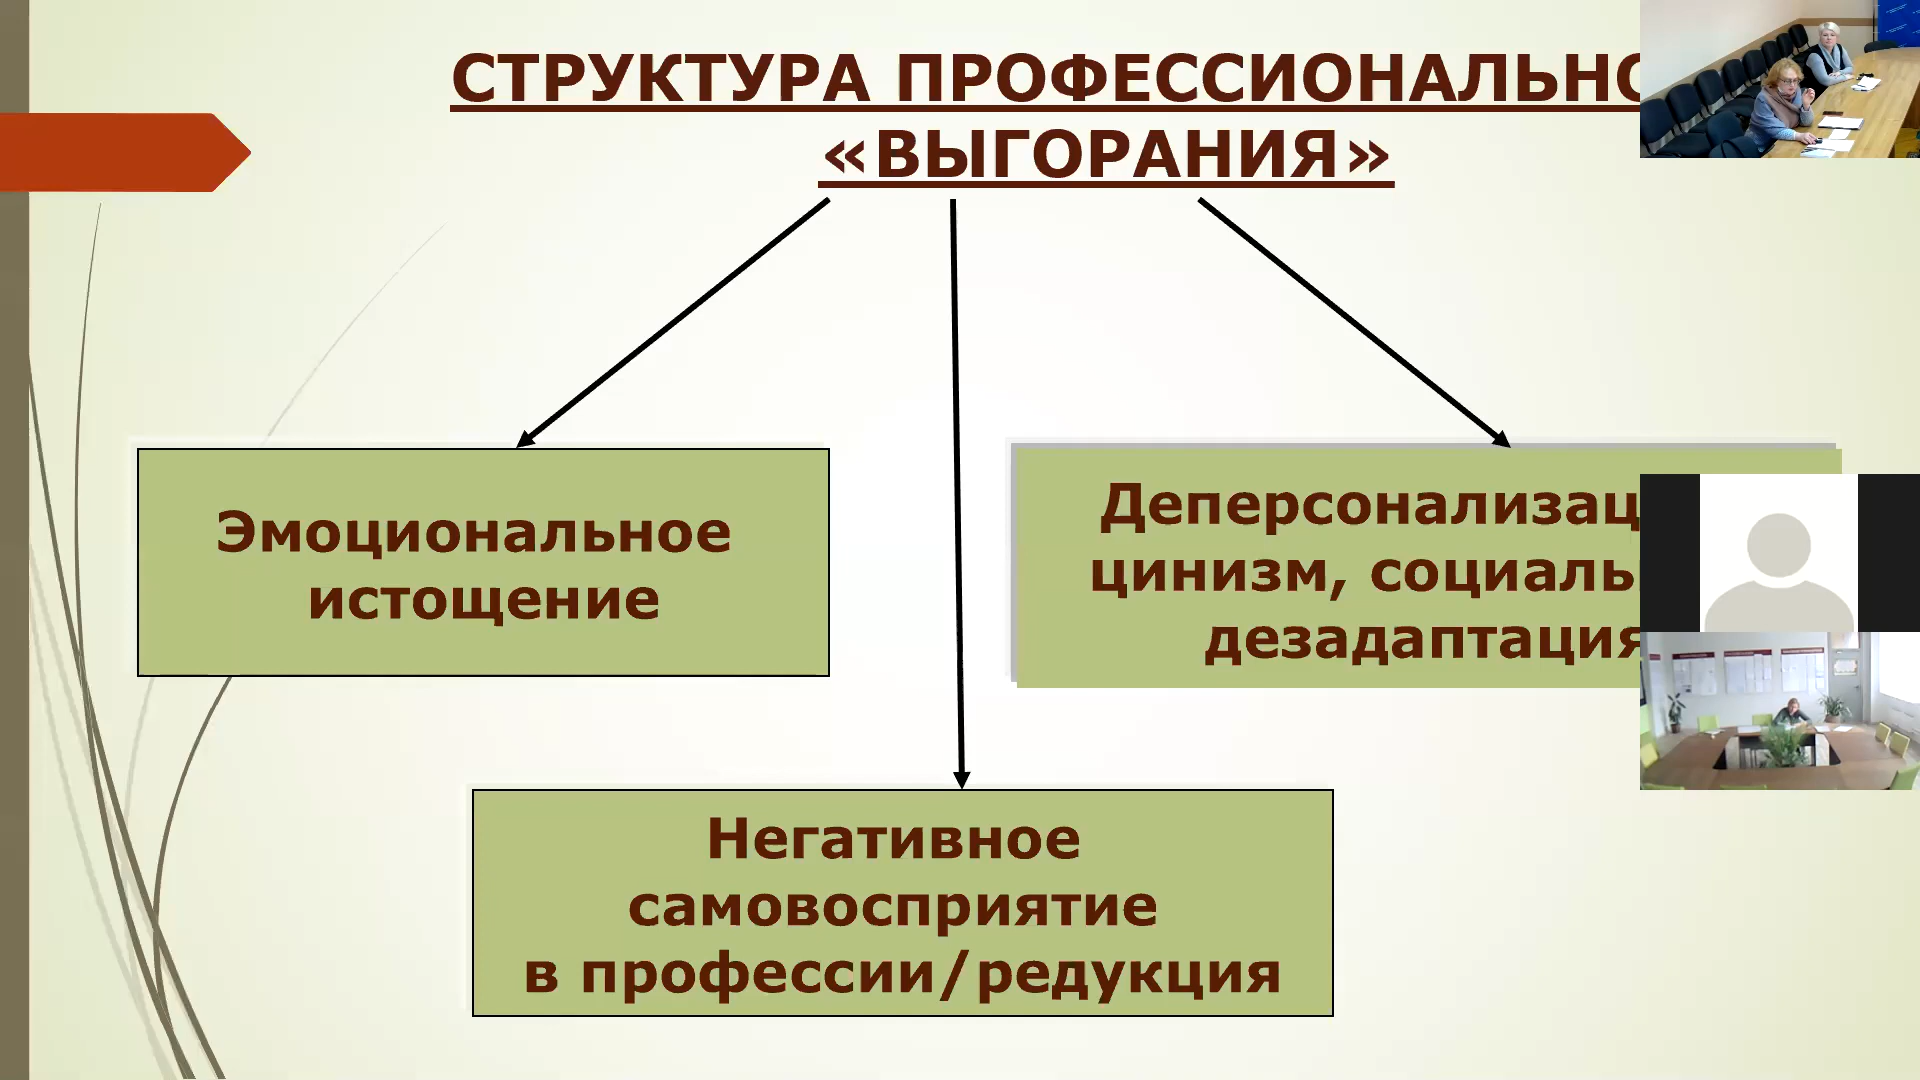 СТРУКТУРА ПРОФЕССИОНАЛЬНО
«ВЫГОРАНИЯ»
Эмоциональное
истощение
Деперсонализац
цинизм, социаль
дезадаптация
Негативное
самовосприятие
в профессии/редукция